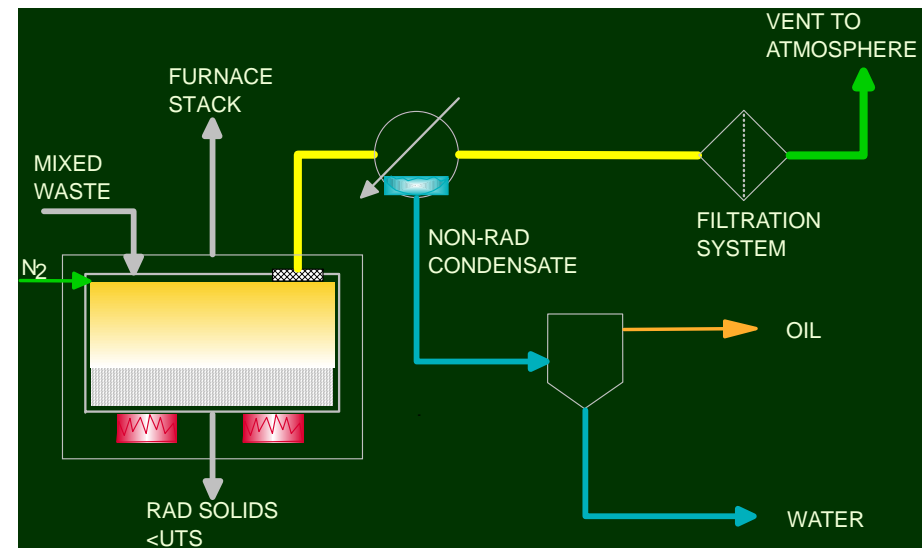 VENT TO
ATMOSPHERE
FURNACE
STACK
MIXED
WASTE
N2
NON-RAD
CONDENSATE
FILTRATION
SYSTEM
OIL
RAD SOLIDS
<UTS
WATER